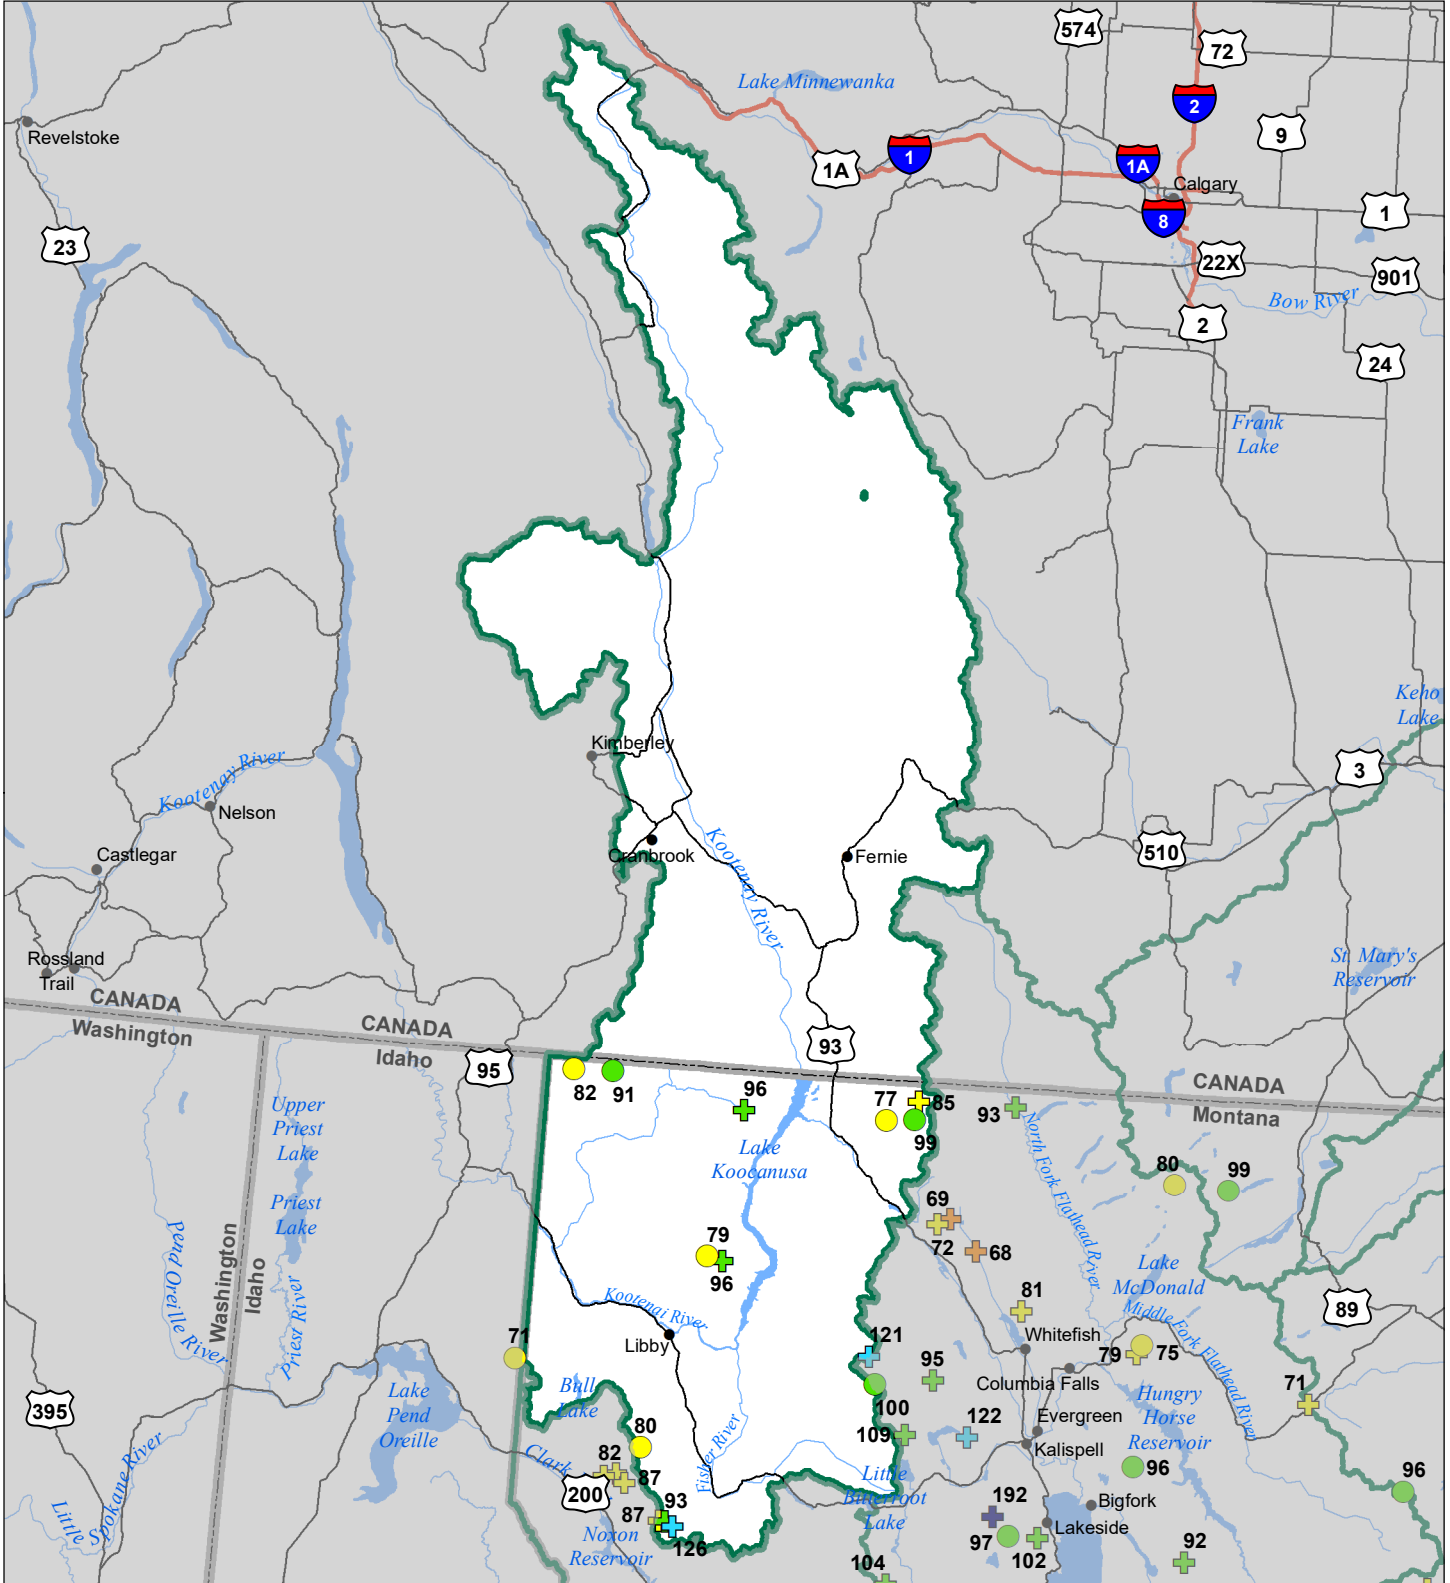 574
72
Lake Minnewanka
2
Revelstoke
9
1
1A
1A
Calgary
1
8
23
22X
901
Bow River
2
24
Frank
Lake
Keho
Lake
Kimberley
3
Kootenay River
Nelson
Kootenay River
Castlegar
Cranbrook
Fernie
510
Rossland
Trail
St. Mary's
Reservoir
CANADA
Washington
CANADA
Idaho
93
95
CANADA
Montana
82
91
96
77
85
99
93
North Fork Flathead River
Upper
Priest
Lake
Lake
Koocanusa
80
99
Priest
Lake
69
72
68
Pend Oreille River
Washington
Idaho
Priest River
79
96
Lake
McDonald
81
89
Kootenai River
Middle Fork Flathead River
Libby
71
121
Whitefish
79
75
95
Columbia Falls
100
71
395
Lake
Pend
Oreille
Bull
Lake
Hungry
Horse
Reservoir
122
Evergreen
109
Kalispell
80
Clark
82
87
200
Fisher River
96
96
Little
Bitterroot
Lake
Little
Spokane River
87
93
126
Noxon
Reservoir
192
Bigfork
Lakeside
97
102
92
104